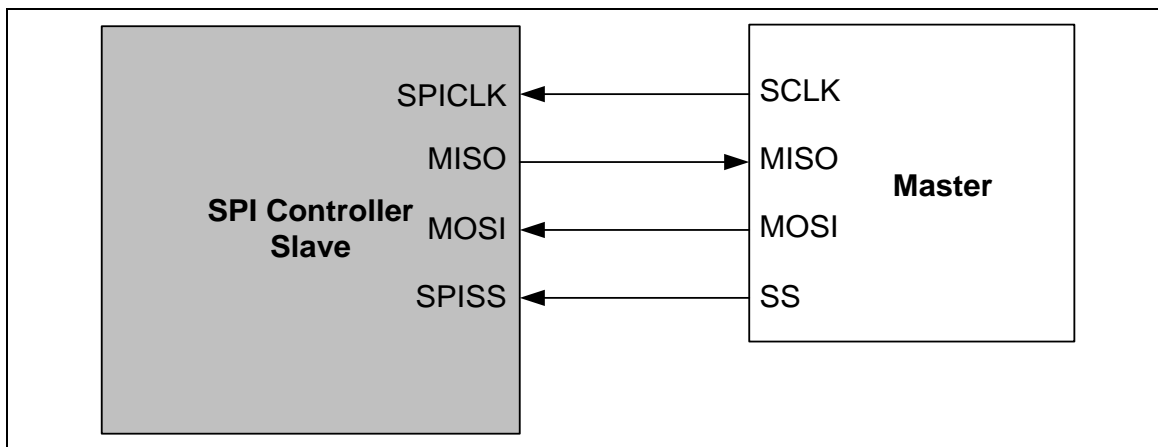 SPICLK
SCLK
MISO
MISO
SPI Controller
Slave
Master
MOSI
MOSI
SPISS
SS